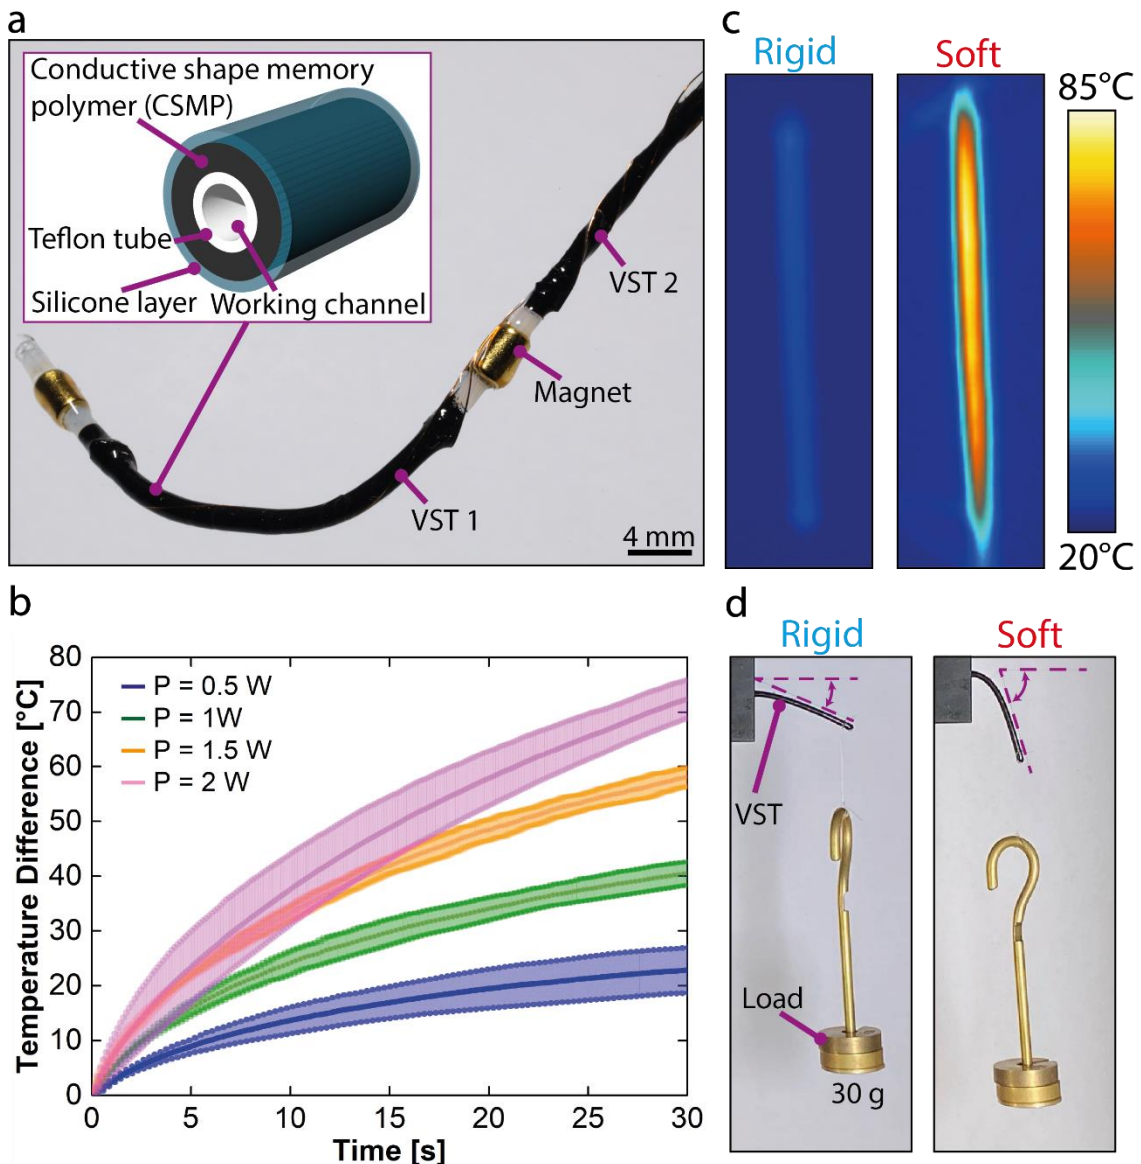 a
Conductive shape memory
polymer (CSMP)
Teflon tube
Silicone layer
Working channel
VST 2
Magnet
VST 1
4 mm
b
Temperature Difference [°C]
80
70
60
50
40
30
20
10
0
P = 0.5 W
P = 1W
P = 1.5 W
P = 2 W
0 5 10 15 20 25 30
Time [s]
c
Rigid
Soft
85°C
20°C
d
Rigid
Soft
VST
Load
30 g